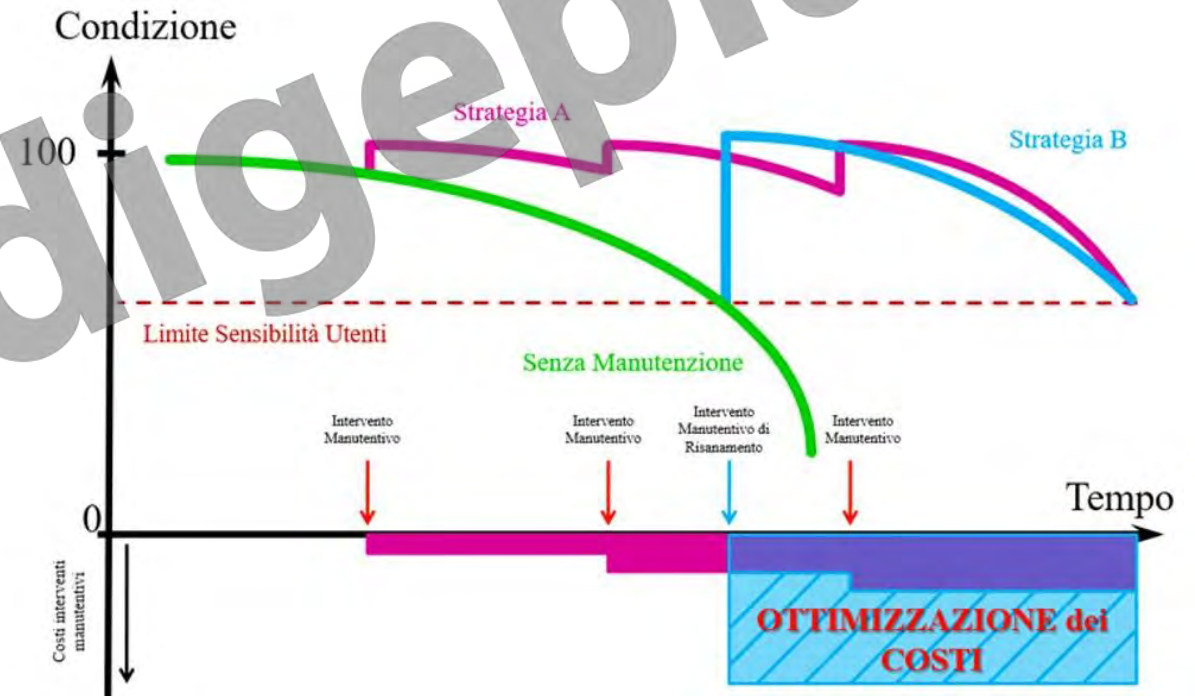 Condizione
100
Strategia A
Strategia B
Limite Sensibilità Utenti
Senza Manutenzione
Intervento
Manutentivo
Intervento
Manutentivo
Intervento
Manutentivo di
Risanamento
Intervento
Manutentivo
0
Tempo
Costi interventi
manutentivi
OTTIMIZZAZIONE dei
COSTI